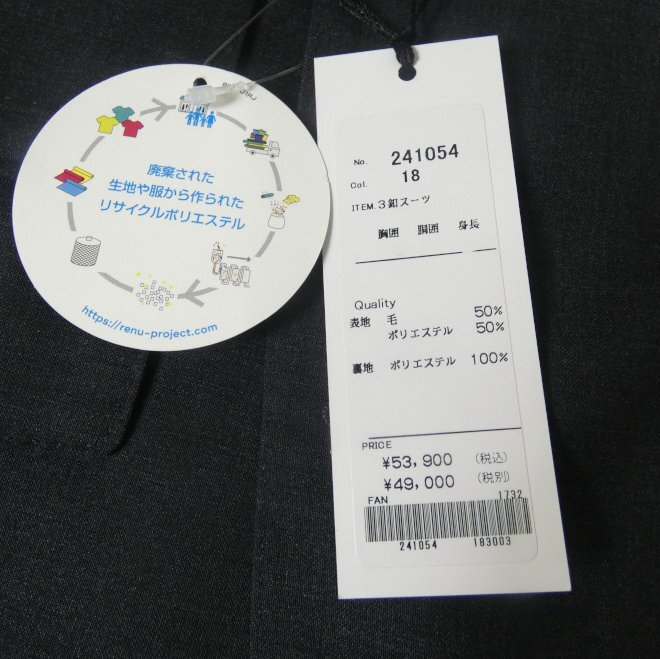 廃棄された
生地や服から作られた
リサイクルポリエステル
https://renu-project.com
No. 241054
Col. 18
ITEM.3釦スーツ
胸囲 胴囲 身長
Quality
表地 毛 50%
ポリエステル 50%
裏地 ポリエステル 100%
PRICE
¥53,900 (税込)
¥49,000 (税別)
FAN 1732
241054 183003